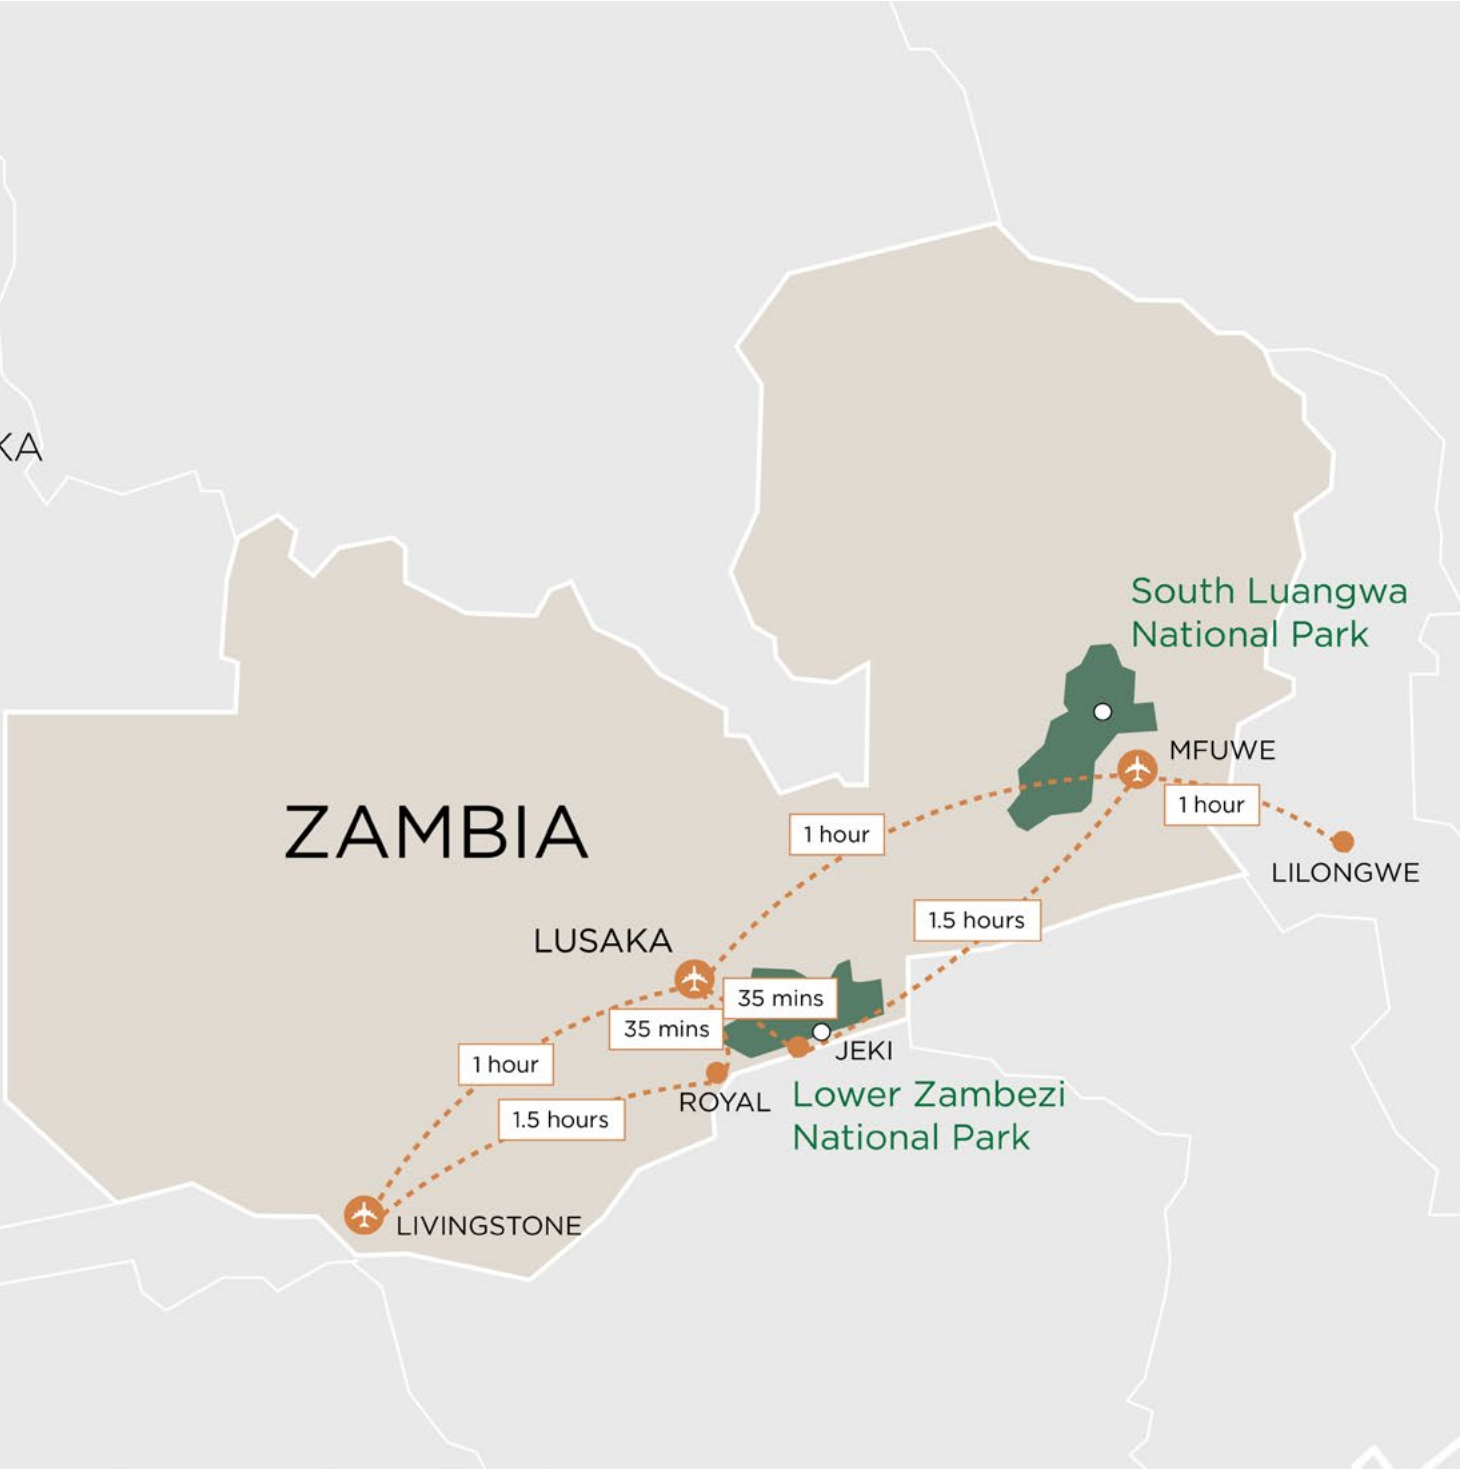 KA
South Luangwa
National Park
MFUWE
1 hour
1 hour
ZAMBIA
LILONGWE
1.5 hours
LUSAKA
35 mins
35 mins
JEKI
1 hour
ROYAL
Lower Zambezi
National Park
1.5 hours
LIVINGSTONE